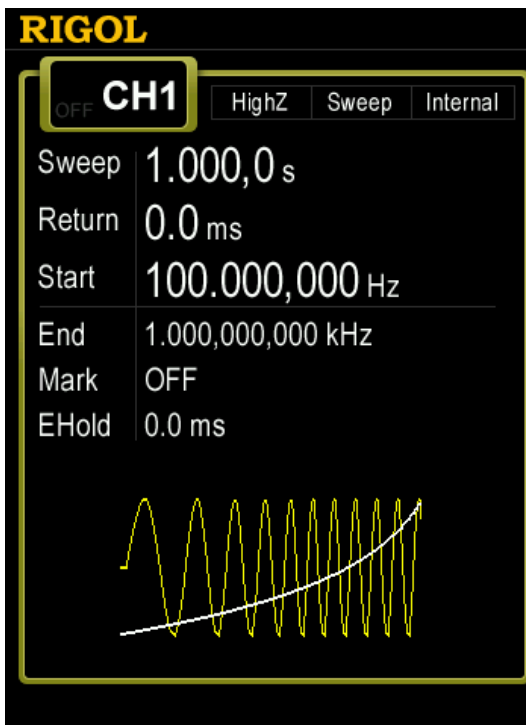 RIGOL
OFF CH1 HighZ Sweep Internal
Sweep 1.000,0 s
Return 0.0 ms
Start 100.000,000 Hz
End 1.000,000,000 kHz
Mark OFF
EHold 0.0 ms